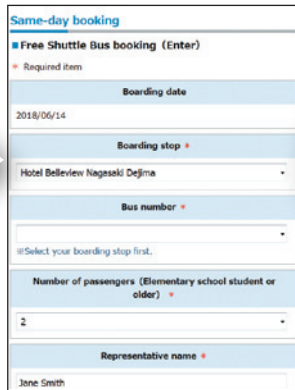 Same-day booking
■Free Shuttle Bus booking (Enter)
* Required item
Boarding date
2018/06/14
Boarding stop *
Hotel Belleview Nagasaki Dejima
Bus number *
※Select your boarding stop first.
Number of passengers (Elementary school student or
older) *
2
Representative name *
Jane Smith